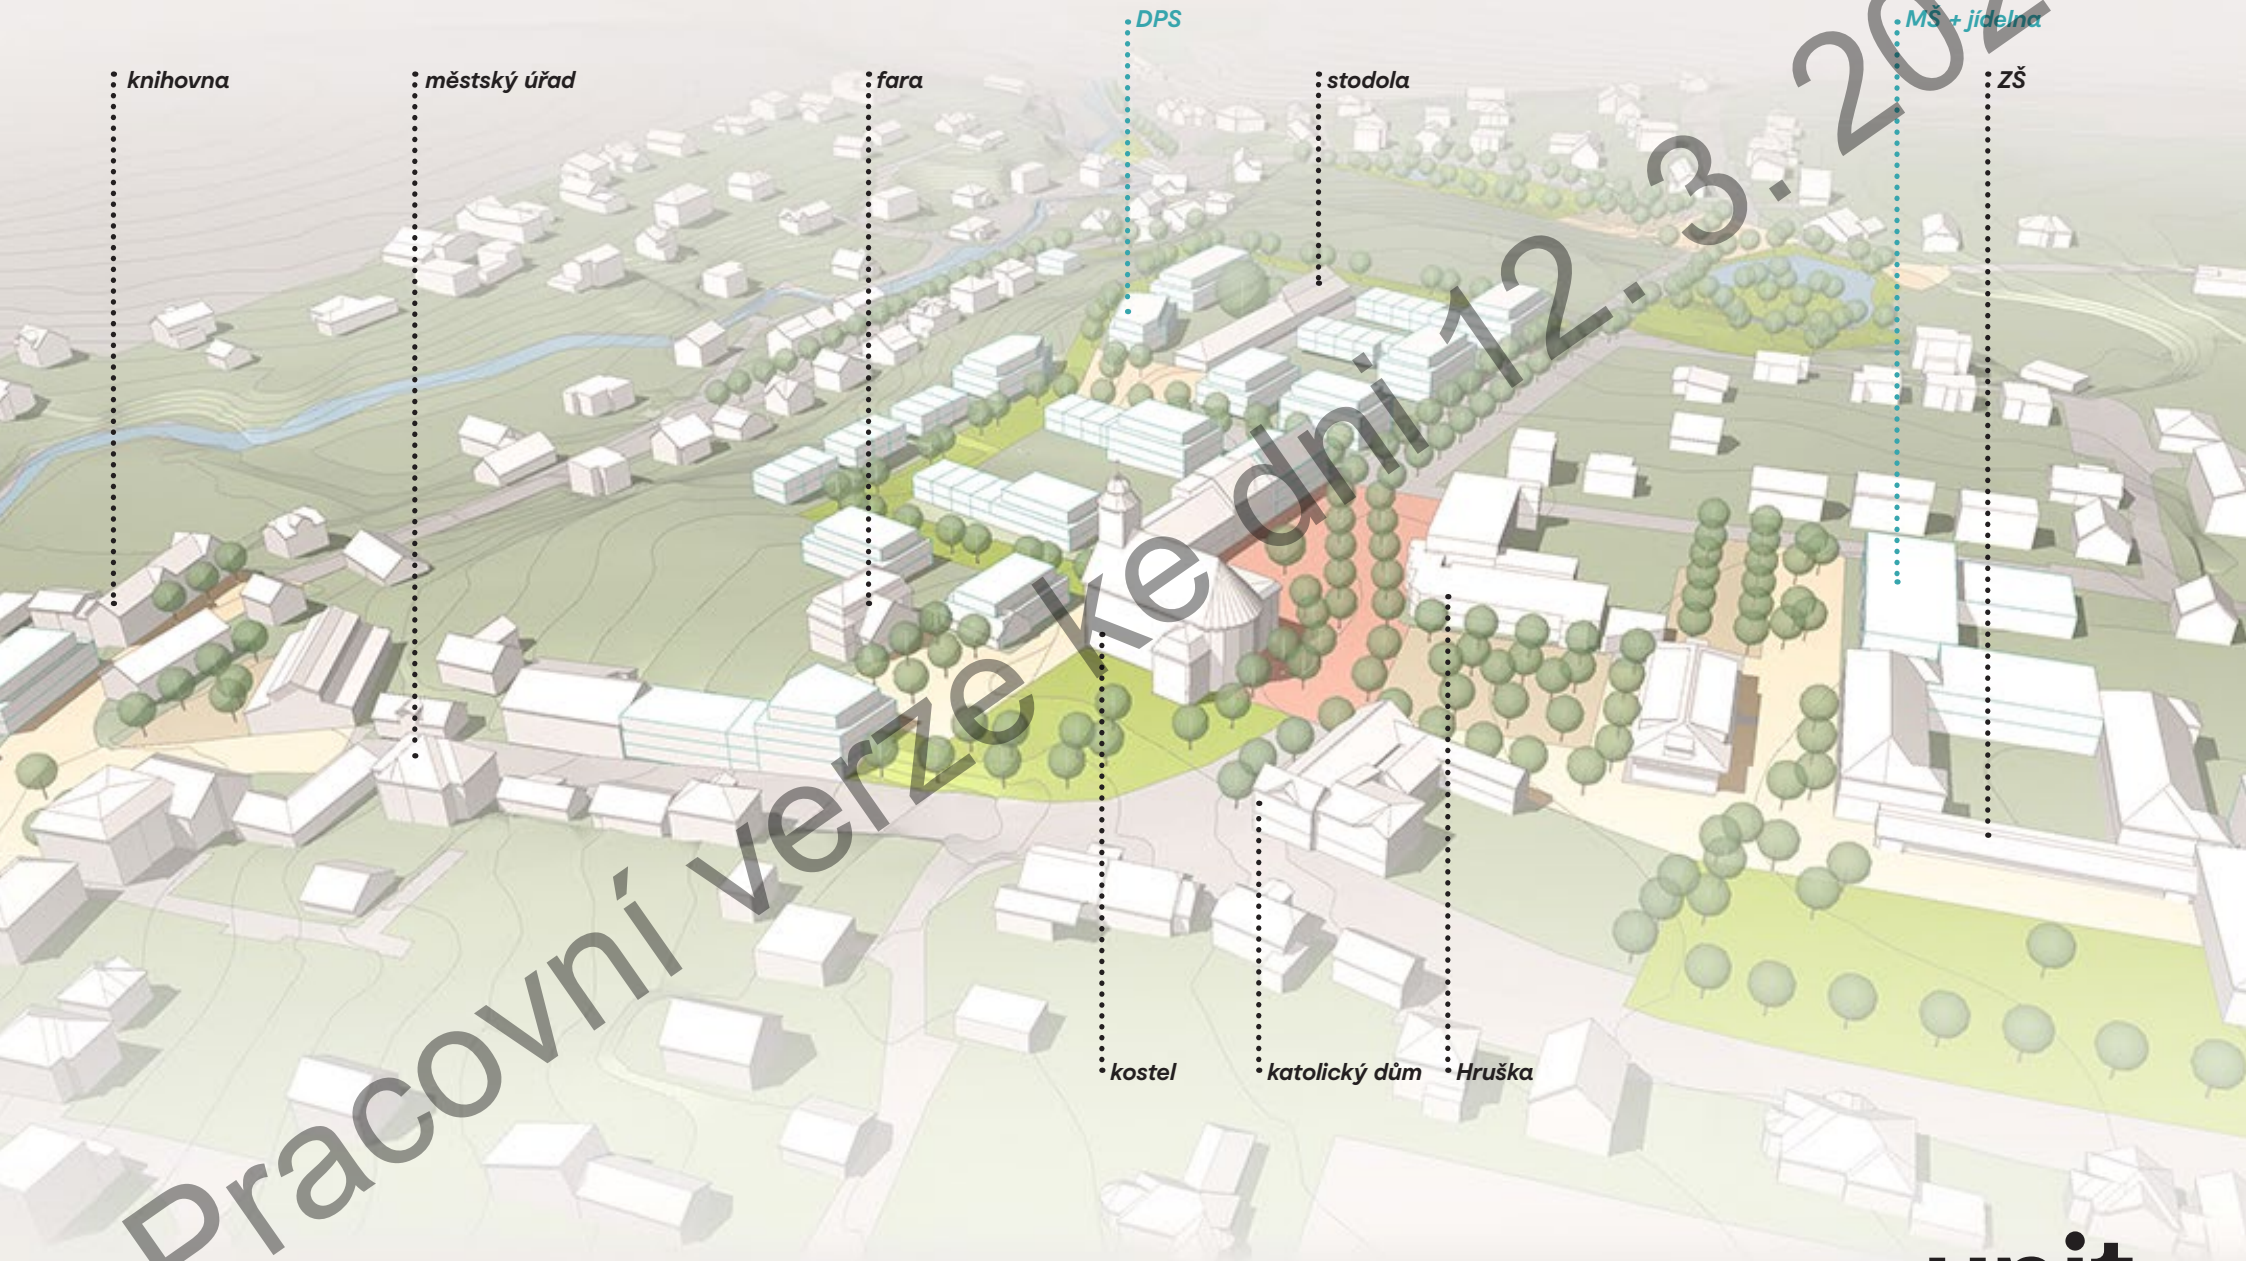 DPS
MŠ + jídelna
knihovna
městský úřad
fara
stodola
ZŠ
Pracovní verze ke dni 12. 3.
kostel
katolický dům
Hruška